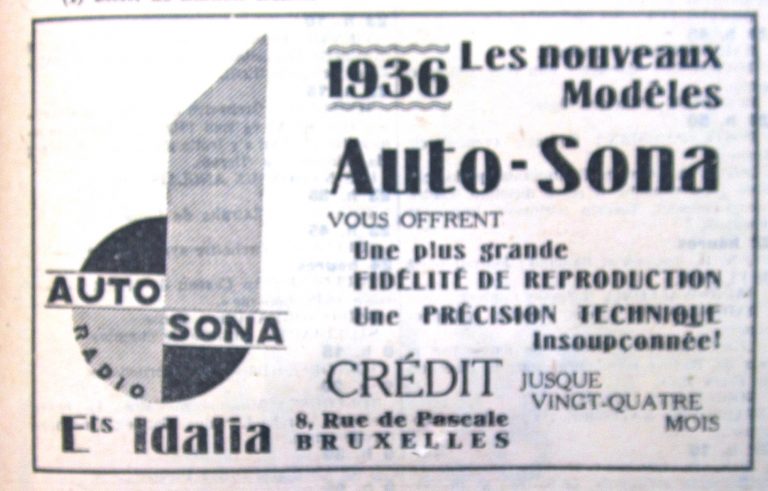 1936 Les nouveaux
Modèles
Auto-Sona
VOUS OFFRENT
Une plus grande
FIDÉLITÉ DE REPRODUCTION
Une PRÉCISION TECHNIQUE
Insoupçonnée!
CRÉDIT JUSQUE
VINGT-QUATRE
MOIS
AUTO
SONA
RADIO
Ets Idalia
8, Rue de Pascale
BRUXELLES